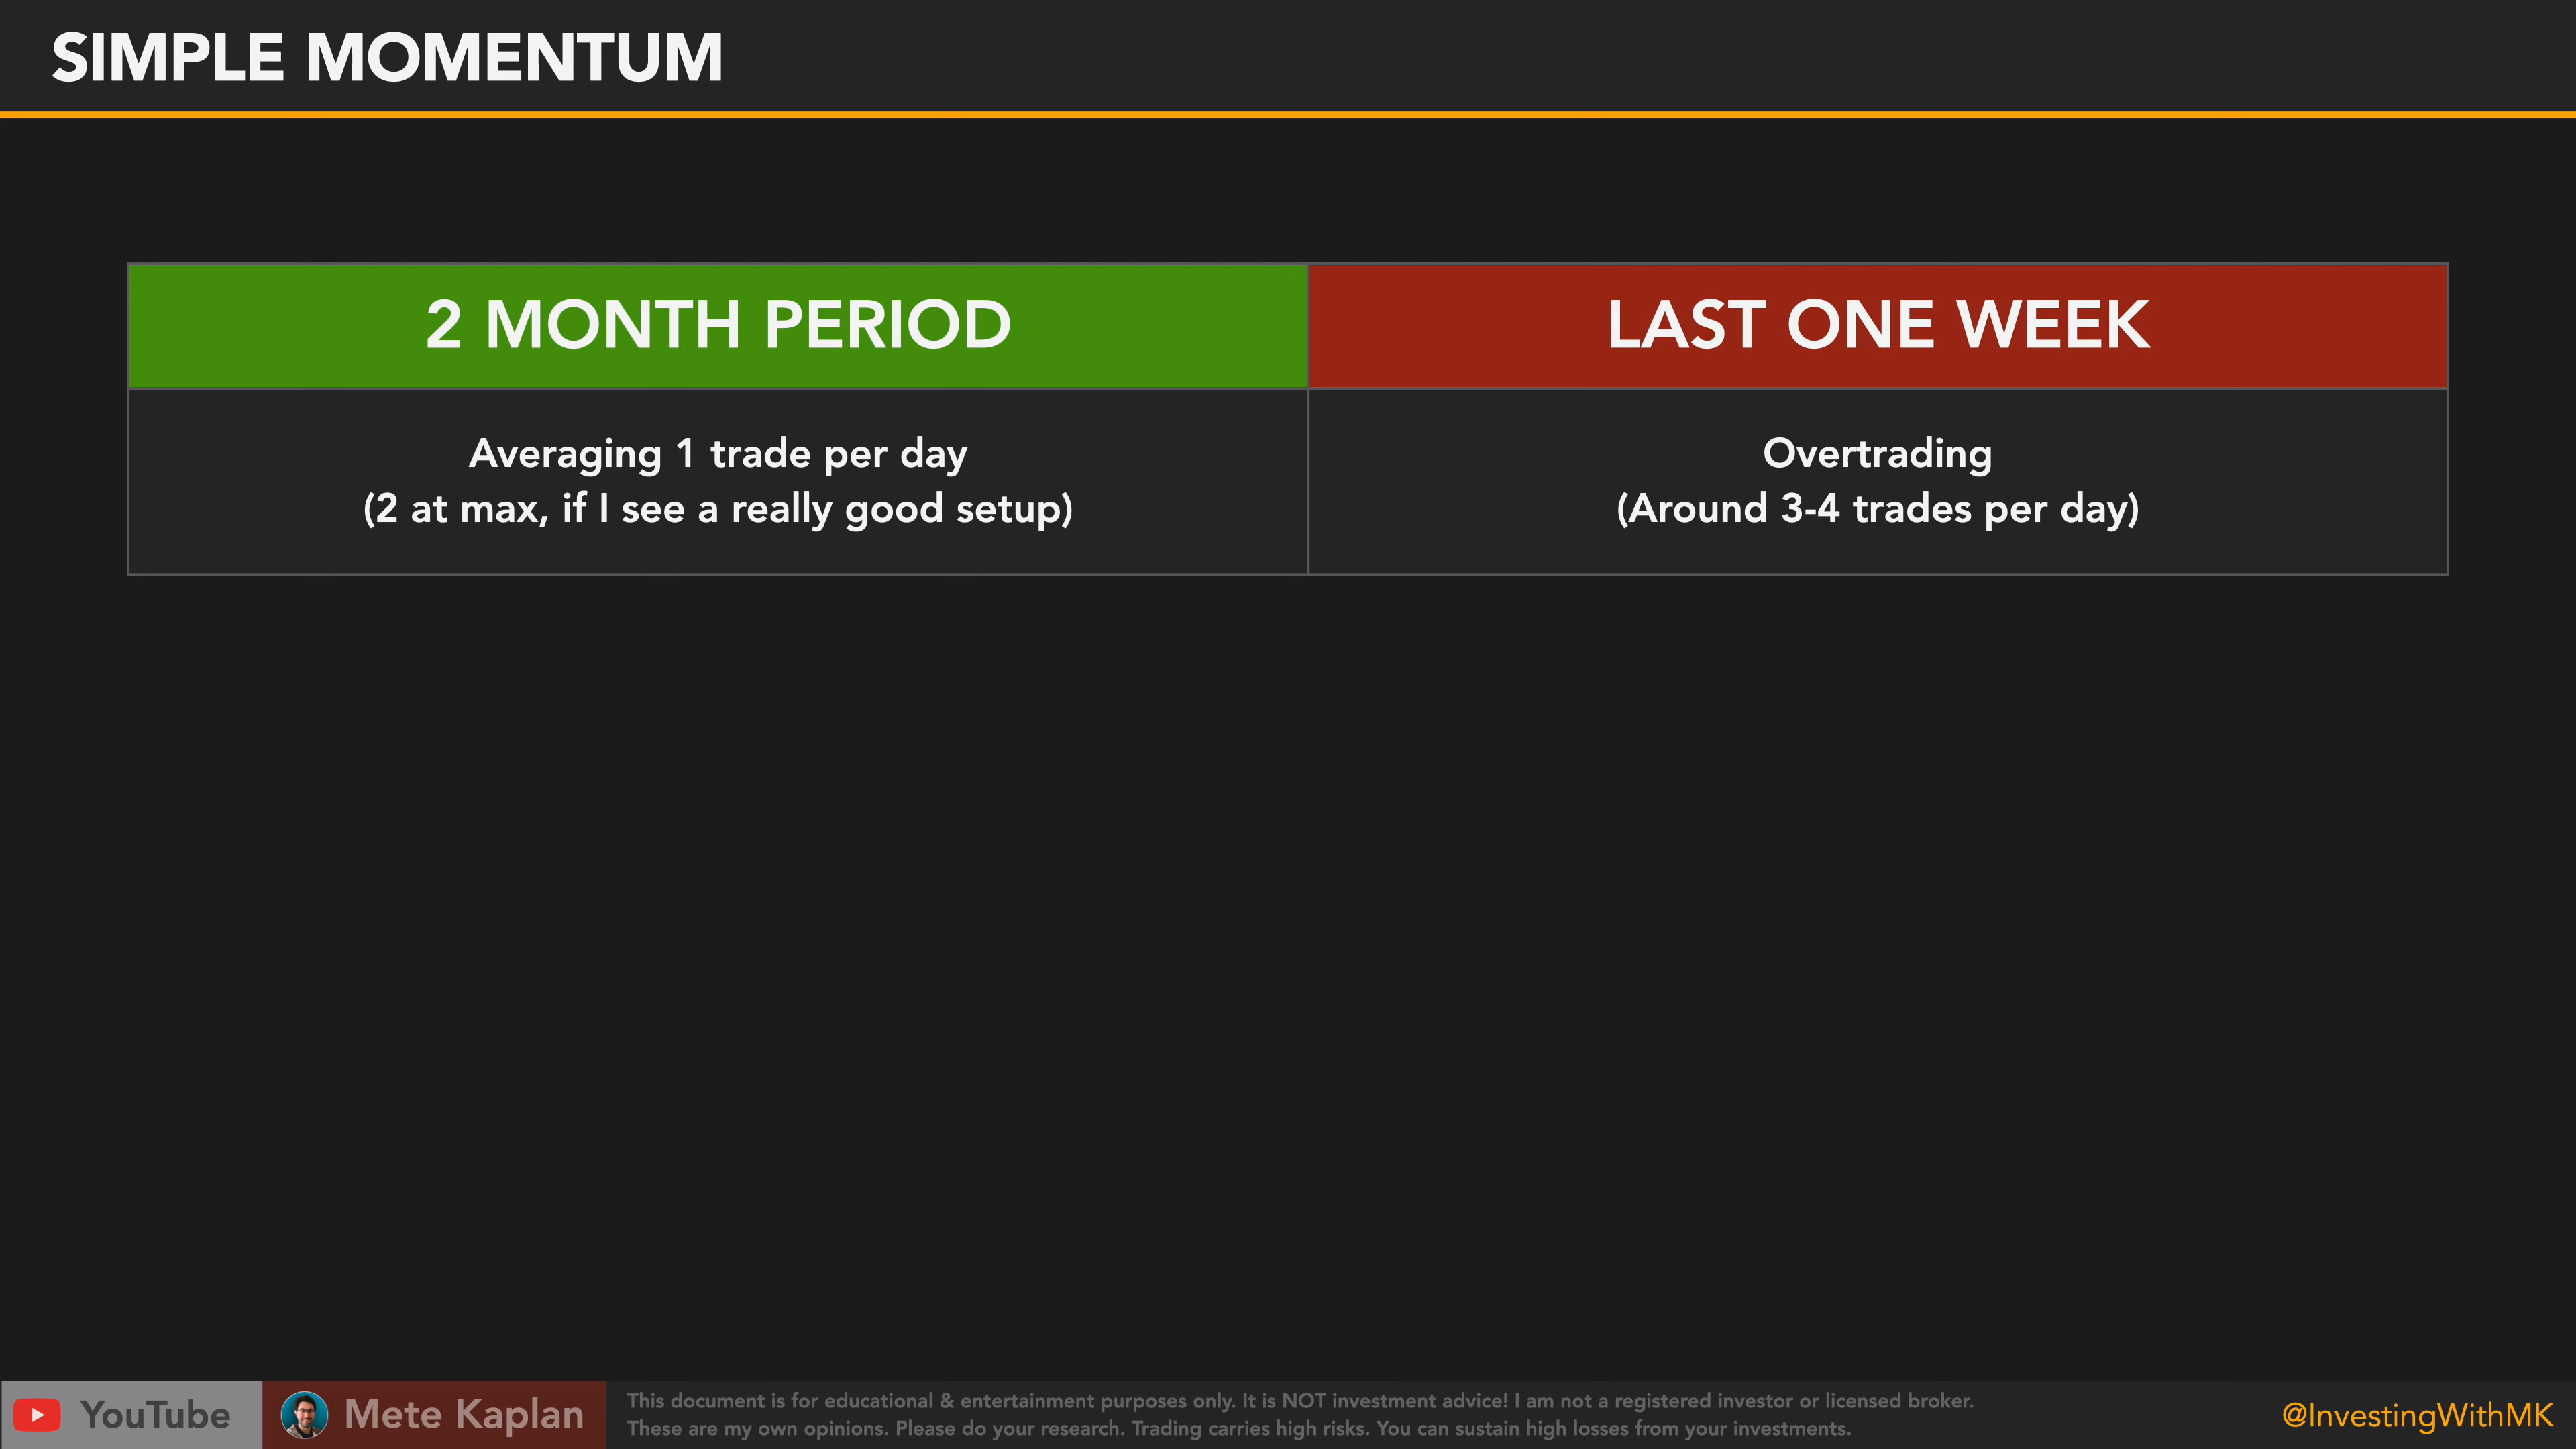 SIMPLE MOMENTUM
2 MONTH PERIOD
LAST ONE WEEK
Averaging 1 trade per day
(2 at max, if I see a really good setup)
Overtrading
(Around 3-4 trades per day)
YouTube
Mete Kaplan
This document is for educational & entertainment purposes only. It is NOT investment advice! I am not a registered investor or licensed broker.
These are my own opinions. Please do your research. Trading carries high risks. You can sustain high losses from your investments.
@InvestingWithMK